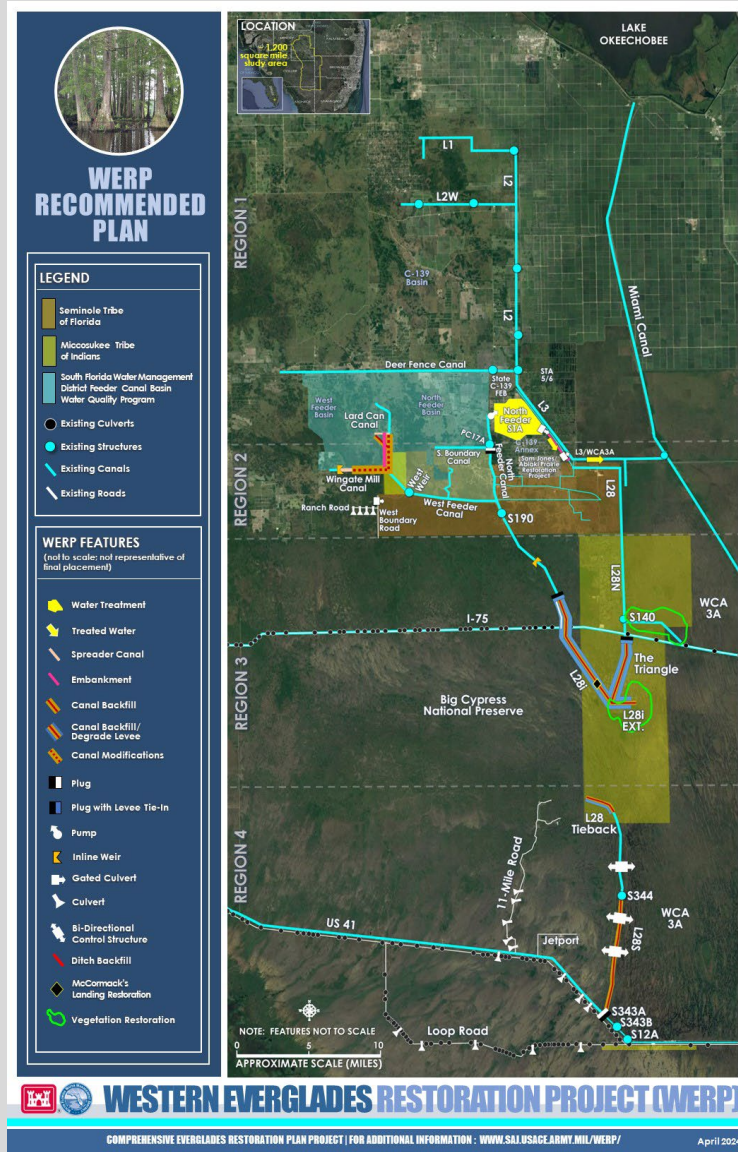 WERP
RECOMMENDED
PLAN
LEGEND
Seminole Tribe
of Florida
Miccosukee Tribe
of Indians
South Florida Water Management
District Feeder Canal Basin
Water Quality Program
Existing Culverts
Existing Structures
Existing Canals
Existing Roads
WERP FEATURES
(not to scale; not representative of
final placement)
Water Treatment
Treated Water
Spreader Canal
Embankment
Canal Backfill
Canal Backfill/
Degrade Levee
Canal Modifications
Plug
Plug with Levee Tie-In
Pump
Inline Weir
Gated Culvert
Culvert
Bi-Directional
Control Structure
Ditch Backfill
McCormack's
Landing Restoration
Vegetation Restoration
LOCATION
1,200
square mile
study area
LAKE
OKEECHOBEE
REGION 1
L1
L2
L2W
C-139
Basin
L2
Miami Canal
Deer Fence Canal
State
C-139
FEB
STA
5/6
West
Feeder
Basin
North
Feeder
Basin
Lard Can
Canal
North
Feeder
STA
L3
PC17A
C-139
Annex
REGION 2
S. Boundary
Canal
North
Feeder Canal
Sam Jones/
Abiaki Prairie
Restoration
Project
L3/WCA3A
Wingate Mill
Canal
West Weir
L28
Ranch Road
West
Boundary
Road
West Feeder
Canal
S190
L28N
WCA
3A
S140
I-75
REGION 3
The
Triangle
L28i
Big Cypress
National Preserve
L28i
EXT.
L28
Tieback
REGION 4
11-Mile Road
S344
WCA
3A
L28S
US 41
Jetport
S343A
S343B
S12A
Loop Road
NOTE: FEATURES NOT TO SCALE
0 5 10
APPROXIMATE SCALE (MILES)
WESTERN EVERGLADES RESTORATION PROJECT (WERP)
COMPREHENSIVE EVERGLADES RESTORATION PLAN PROJECT | FOR ADDITIONAL INFORMATION : WWW.SAJ.USACE.ARMY.MIL/WERP/
April 2024